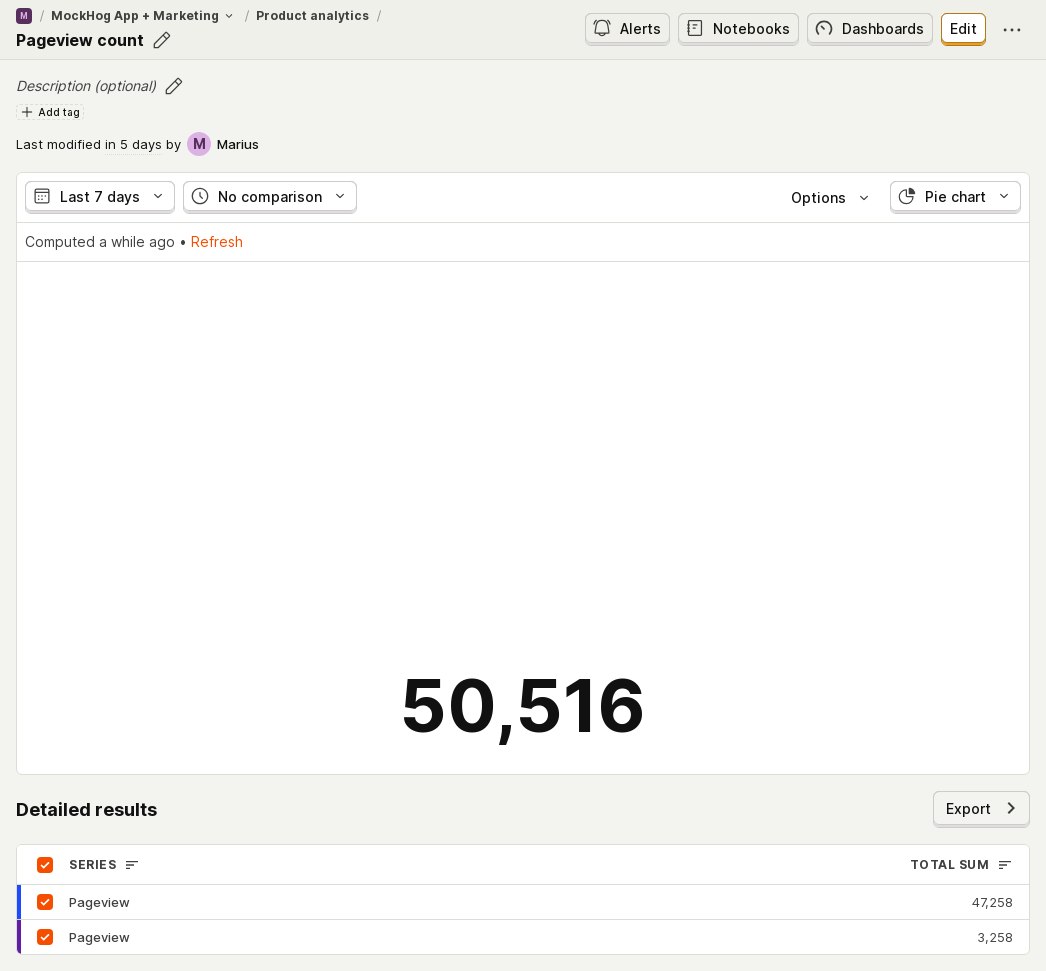 M / MockHog App + Marketing / Product analytics /
Pageview count
Alerts Notebooks Dashboards Edit
Description (optional)
Add tag
Last modified in 5 days by M Marius
Last 7 days No comparison Options Pie chart
Computed a while ago • Refresh
50,516
Detailed results Export
SERIES TOTAL SUM
Pageview 47,258
Pageview 3,258